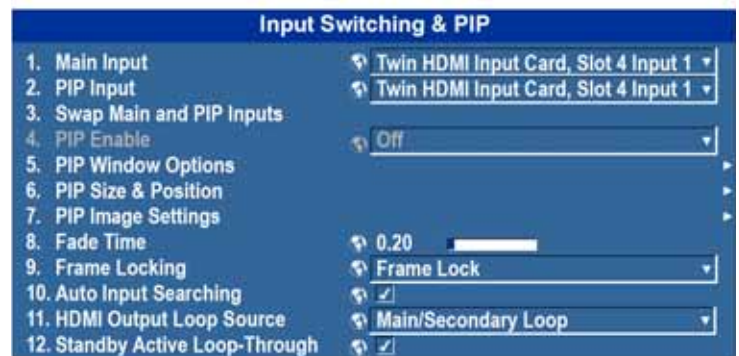 Input Switching & PIP
1. Main Input Twin HDMI Input Card, Slot 4 Input 1
2. PIP Input Twin HDMI Input Card, Slot 4 Input 1
3. Swap Main and PIP Inputs
4. PIP Enable Off
5. PIP Window Options
6. PIP Size & Position
7. PIP Image Settings
8. Fade Time 0.20
9. Frame Locking Frame Lock
10. Auto Input Searching
11. HDMI Output Loop Source Main/Secondary Loop
12. Standby Active Loop-Through